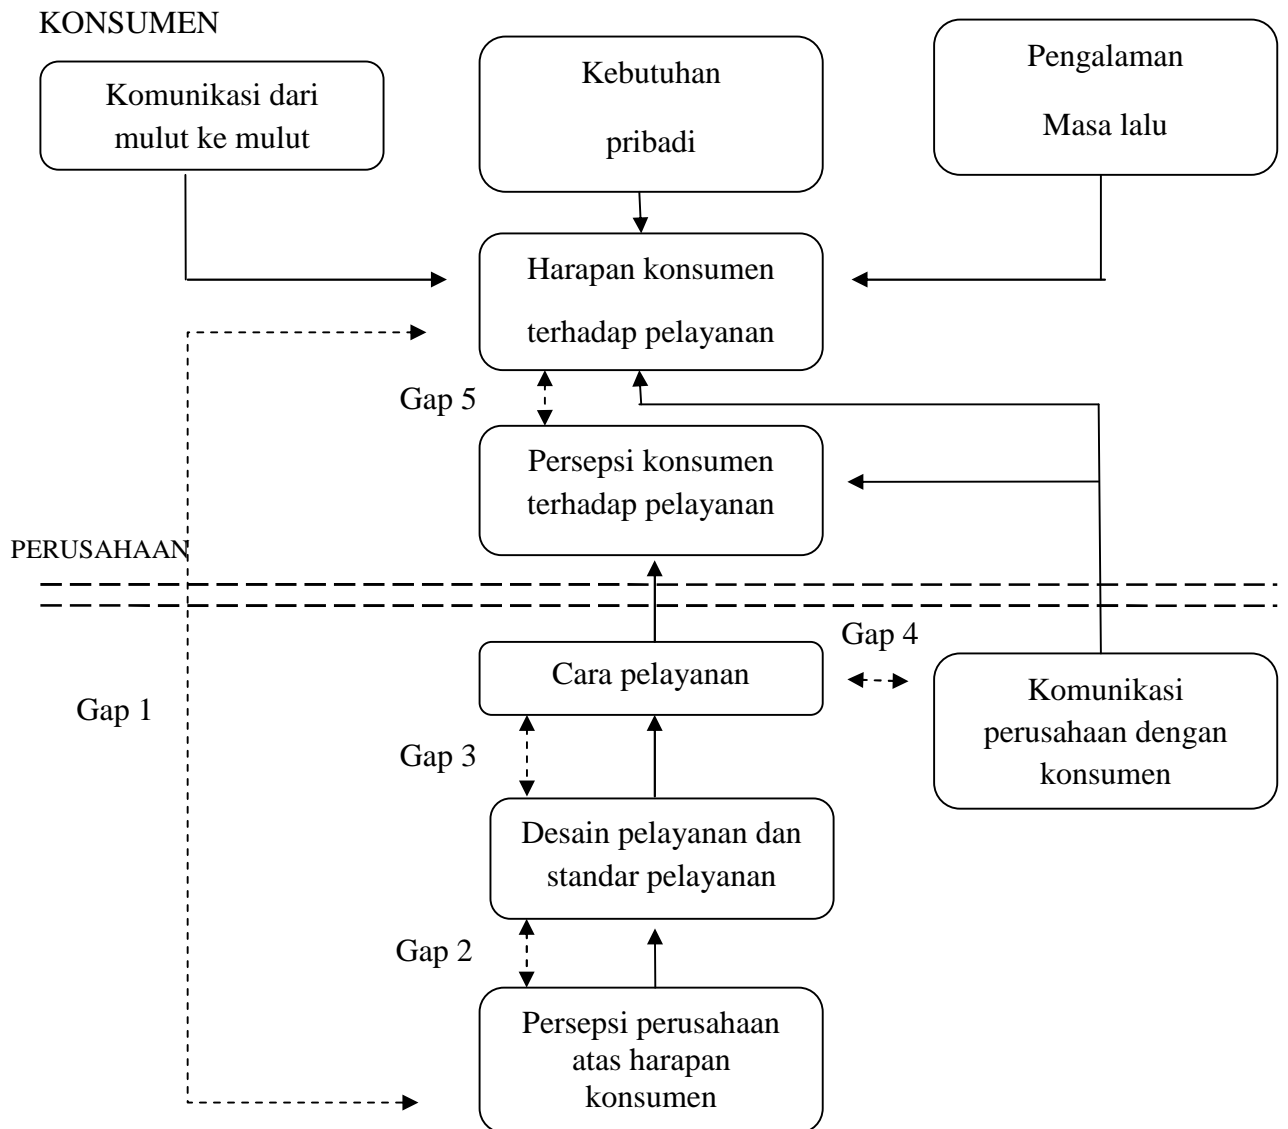 KONSUMEN
Komunikasi dari
mulut ke mulut
Kebutuhan
pribadi
Pengalaman
Masa lalu
Harapan konsumen
terhadap pelayanan
Gap 5
Persepsi konsumen
terhadap pelayanan
PERUSAHAAN
Gap 4
Cara pelayanan
Komunikasi
perusahaan dengan
konsumen
Gap 1
Gap 3
Desain pelayanan dan
standar pelayanan
Gap 2
Persepsi perusahaan
atas harapan
konsumen